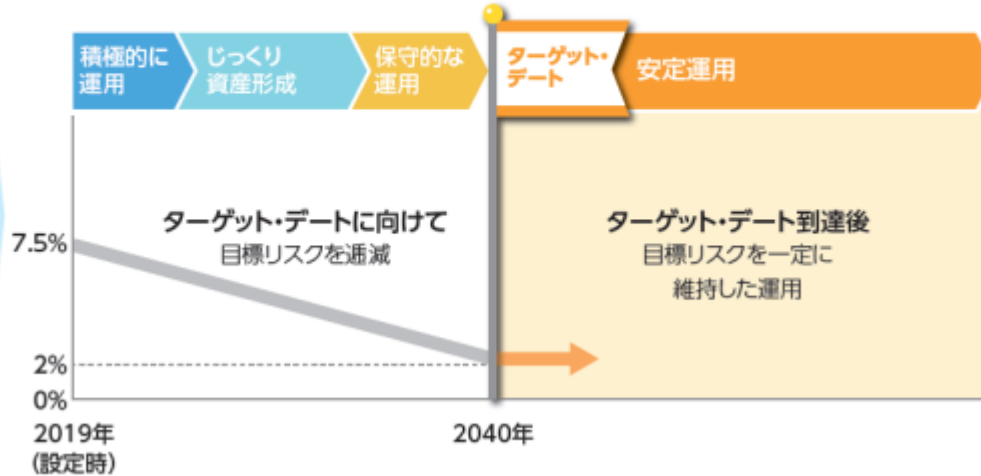 積極的に
運用
じっくり
資産形成
保守的な
運用
ターゲット・
デート
安定運用
ターゲット・デートに向けて
目標リスクを逓減
ターゲット・デート到達後
目標リスクを一定に
維持した運用
7.5%
2%
0%
2019年
(設定時)
2040年